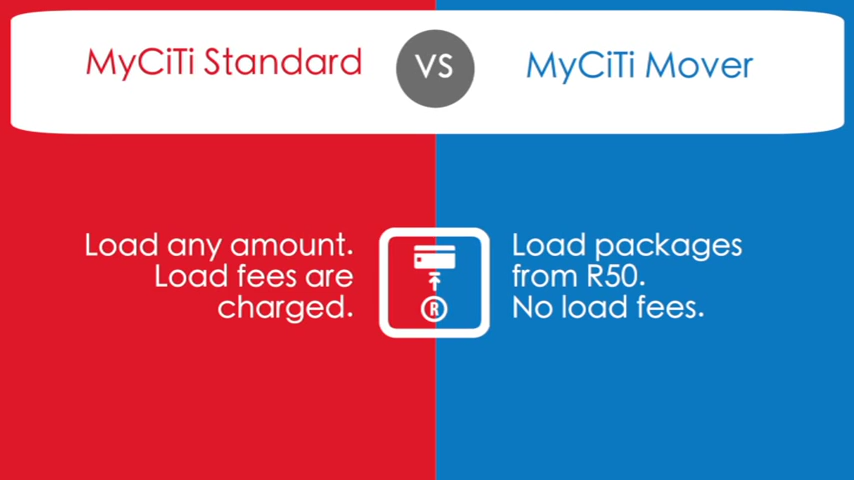 MyCiTi Standard
VS
MyCiTi Mover
Load any amount.
Load fees are
charged.
R
Load packages
from R50.
No load fees.